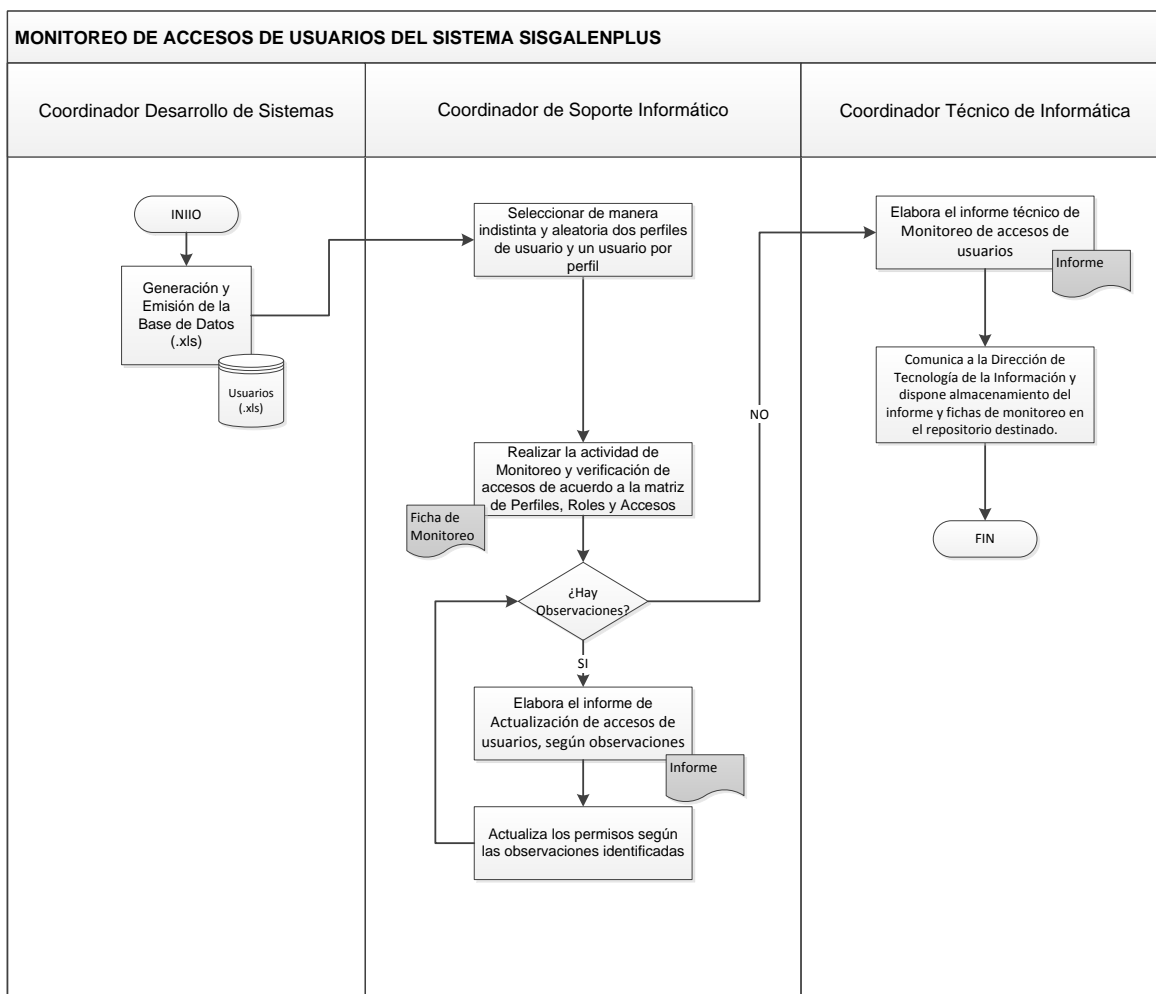 MONITOREO DE ACCESOS DE USUARIOS DEL SISTEMA SISGALENPLUS
Coordinador Desarrollo de Sistemas
Coordinador de Soporte Informático
Coordinador Técnico de Informática
INIIO
Generación y
Emisión de la
Base de Datos
(.xls)
Usuarios
(.xls)
Seleccionar de manera
indistinta y aleatoria dos perfiles
de usuario y un usuario por
perfil
Realizar la actividad de
Monitoreo y verificación de
accesos de acuerdo a la matriz
de Perfiles, Roles y Accesos
Ficha de
Monitoreo
¿Hay
Observaciones?
NO
SI
Elabora el informe de
Actualización de accesos de
usuarios, según observaciones
Informe
Actualiza los permisos según
las observaciones identificadas
Elabora el informe técnico de
Monitoreo de accesos de
usuarios
Informe
Comunica a la Dirección de
Tecnología de la Información y
dispone almacenamiento del
informe y fichas de monitoreo en
el repositorio destinado.
FIN